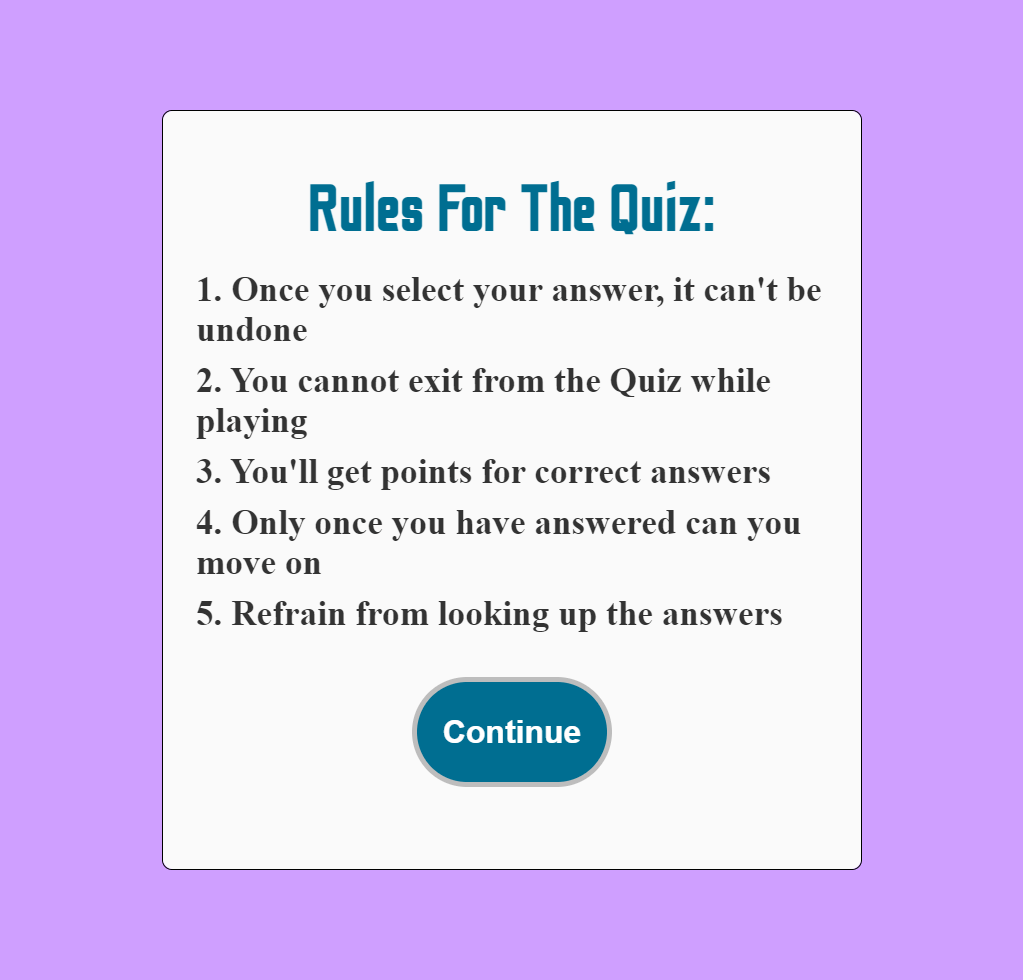 Rules For The Quiz:
1. Once you select your answer, it can't be
undone
2. You cannot exit from the Quiz while
playing
3. You'll get points for correct answers
4. Only once you have answered can you
move on
5. Refrain from looking up the answers
Continue